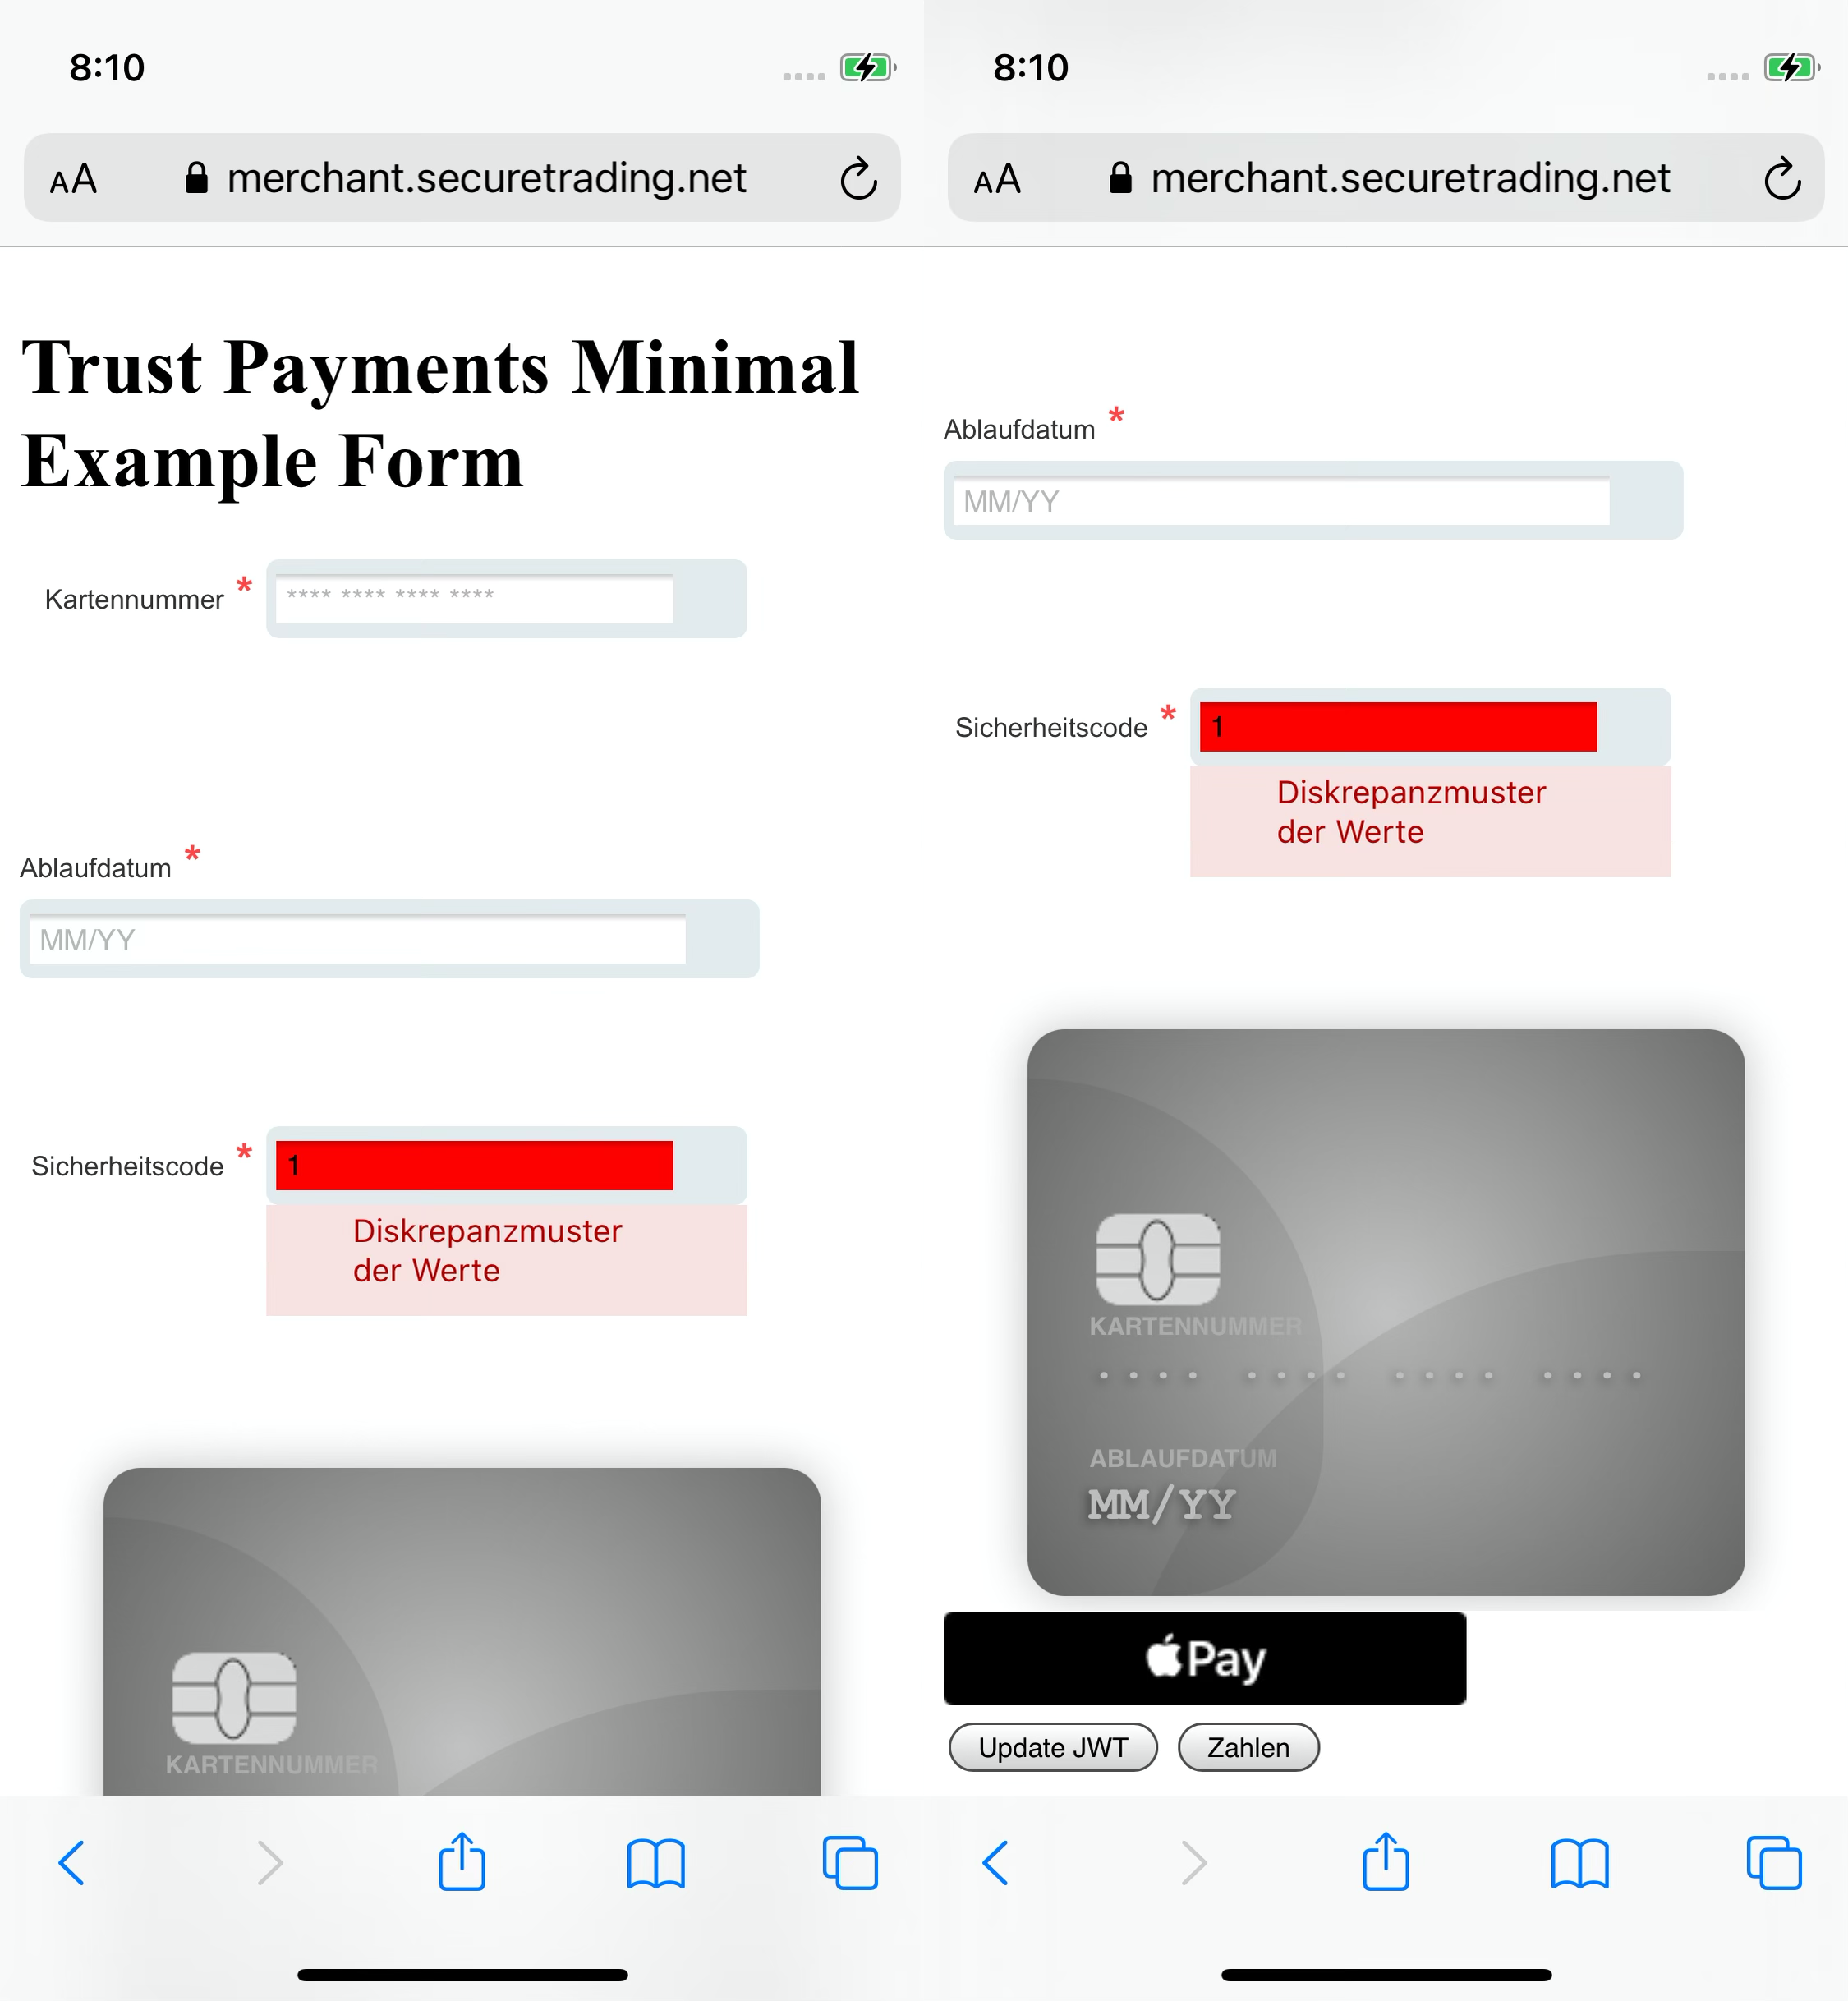 8:10
AA merchant.securetrading.net
Trust Payments Minimal
Example Form
Kartennummer *
**** **** **** ****
Ablaufdatum *
MM/YY
Sicherheitscode *
1
Diskrepanzmuster
der Werte
KARTENNUMMER
8:10
AA merchant.securetrading.net
Ablaufdatum *
MM/YY
Sicherheitscode *
1
Diskrepanzmuster
der Werte
KARTENNUMMER
•••• •••• •••• ••••
ABLAUFDATUM
MM/YY
Pay
Update JWT Zahlen